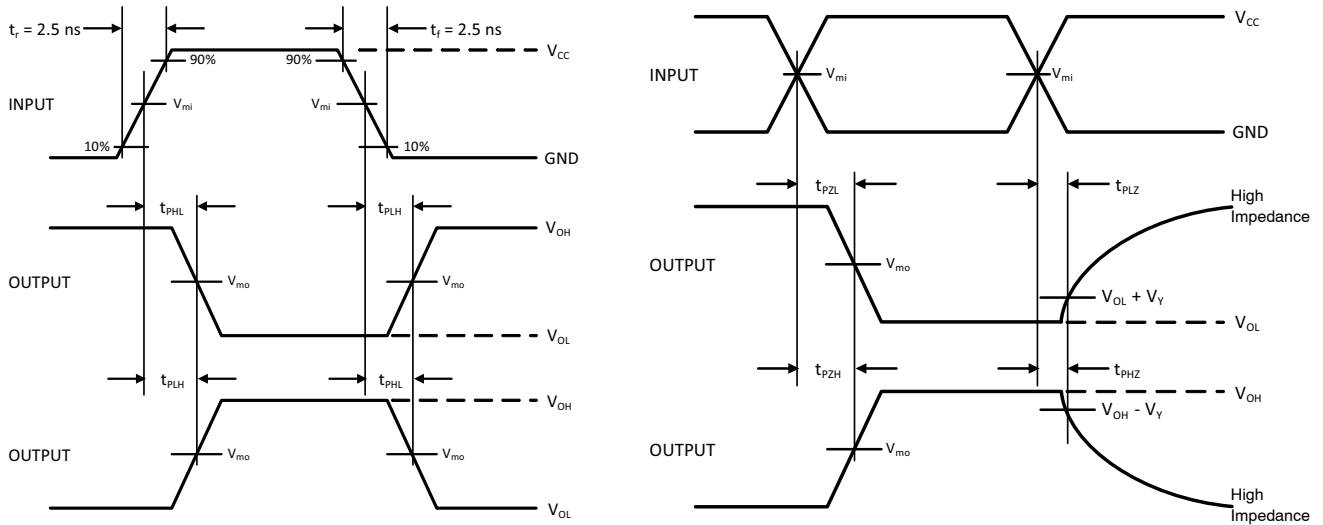 t_r = 2.5 ns
t_f = 2.5 ns
V_CC
90%
90%
INPUT
V_mi
V_mi
10%
10%
GND
t_PHL
t_PLH
V_OH
OUTPUT
V_mo
V_mo
V_OL
t_PLH
t_PHL
V_OH
OUTPUT
V_mo
V_mo
V_OL
V_CC
INPUT
V_mi
V_mi
GND
t_PZL
t_PLZ
High
Impedance
OUTPUT
V_mo
V_OL + V_Y
V_OL
t_PZH
t_PHZ
V_OH
V_OH - V_Y
OUTPUT
V_mo
High
Impedance